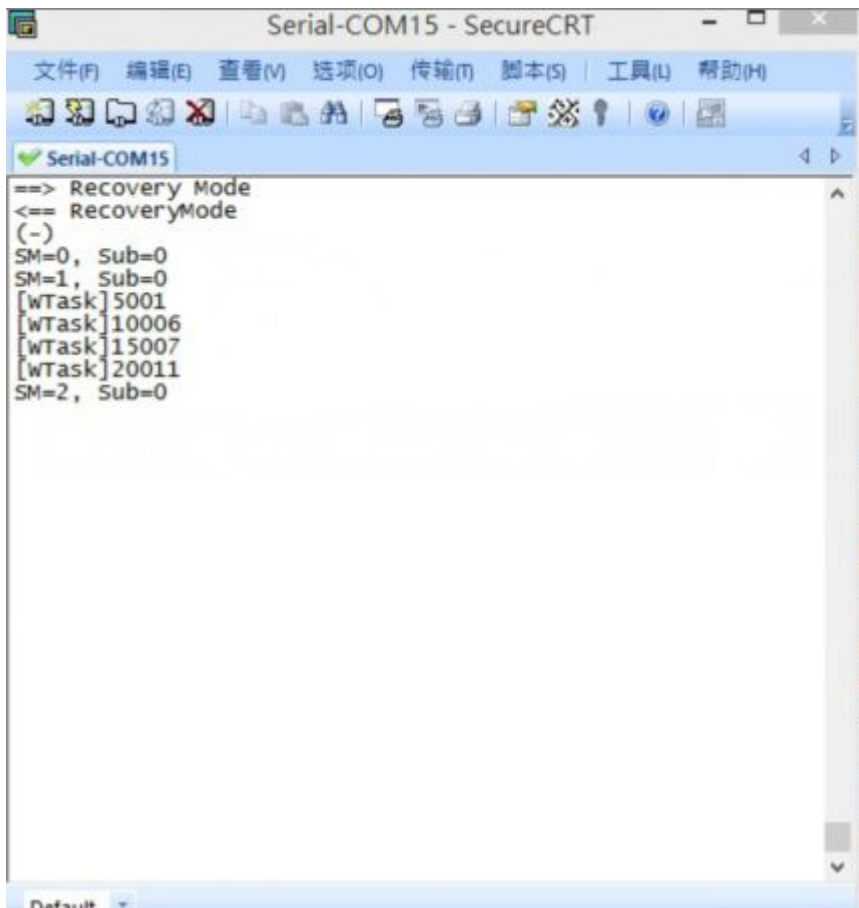 Serial-COM15 - SecureCRT
文件(F) 编辑(E) 查看(V) 选项(O) 传输(T) 脚本(S) 工具(L) 帮助(H)
Serial-COM15
==> Recovery Mode
<== RecoveryMode
(-)
SM=0, Sub=0
SM=1, Sub=0
[WTask]5001
[WTask]10006
[WTask]15007
[WTask]20011
SM=2, Sub=0
Default